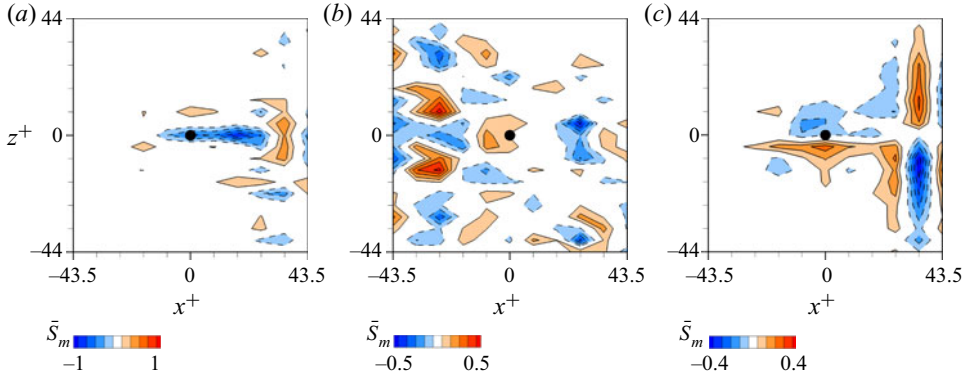 (a) (b) (c)
44 44 44
z⁺ 0 0 0
−44 −44 −44
−43.5 0 43.5 −43.5 0 43.5 −43.5 0 43.5
x⁺ x⁺ x⁺
S̄ₘ S̄ₘ S̄ₘ
−1 1 −0.5 0.5 −0.4 0.4